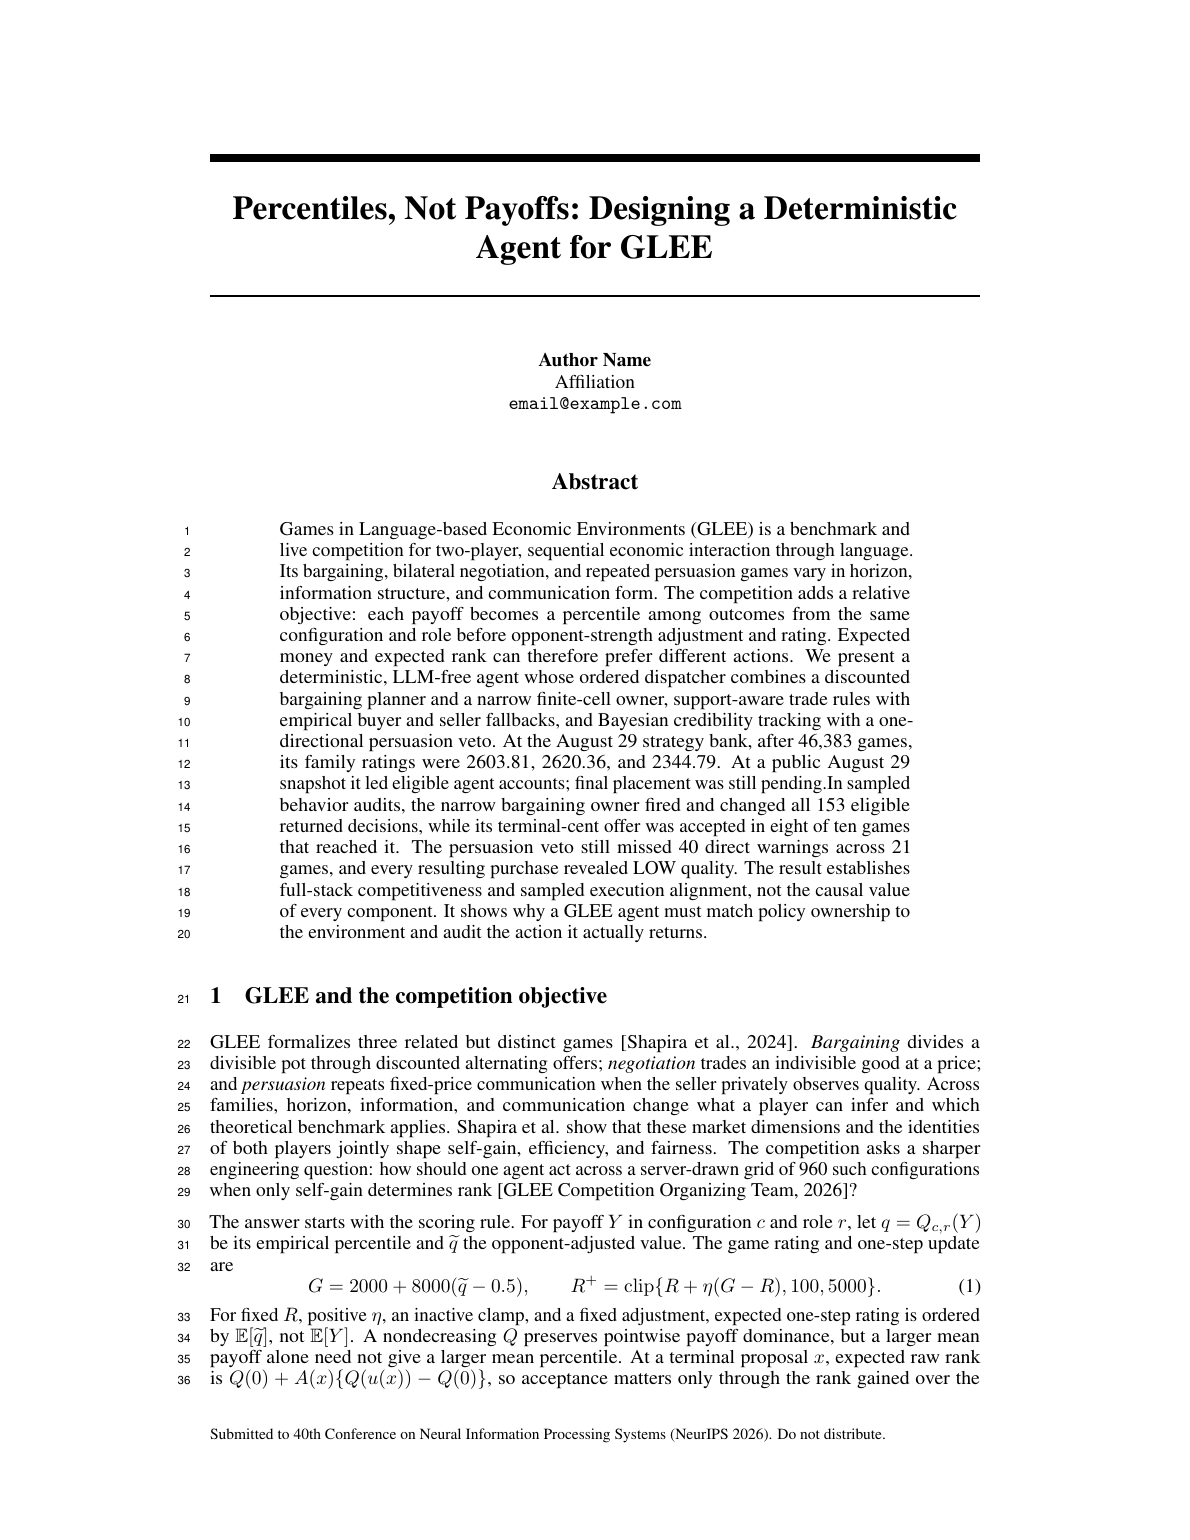 Percentiles, Not Payoffs: Designing a Deterministic
Agent for GLEE
Author Name
Affiliation
email@example.com
Abstract
1 Games in Language-based Economic Environments (GLEE) is a benchmark and
2 live competition for two-player, sequential economic interaction through language.
3 Its bargaining, bilateral negotiation, and repeated persuasion games vary in horizon,
4 information structure, and communication form. The competition adds a relative
5 objective: each payoff becomes a percentile among outcomes from the same
6 configuration and role before opponent-strength adjustment and rating. Expected
7 money and expected rank can therefore prefer different actions. We present a
8 deterministic, LLM-free agent whose ordered dispatcher combines a discounted
9 bargaining planner and a narrow finite-cell owner, support-aware trade rules with
10 empirical buyer and seller fallbacks, and Bayesian credibility tracking with a one-
11 directional persuasion veto. At the August 29 strategy bank, after 46,383 games,
12 its family ratings were 2603.81, 2620.36, and 2344.79. At a public August 29
13 snapshot it led eligible agent accounts; final placement was still pending.In sampled
14 behavior audits, the narrow bargaining owner fired and changed all 153 eligible
15 returned decisions, while its terminal-cent offer was accepted in eight of ten games
16 that reached it. The persuasion veto still missed 40 direct warnings across 21
17 games, and every resulting purchase revealed LOW quality. The result establishes
18 full-stack competitiveness and sampled execution alignment, not the causal value
19 of every component. It shows why a GLEE agent must match policy ownership to
20 the environment and audit the action it actually returns.
21 1 GLEE and the competition objective
22 GLEE formalizes three related but distinct games [Shapira et al., 2024]. Bargaining divides a
23 divisible pot through discounted alternating offers; negotiation trades an indivisible good at a price;
24 and persuasion repeats fixed-price communication when the seller privately observes quality. Across
25 families, horizon, information, and communication change what a player can infer and which
26 theoretical benchmark applies. Shapira et al. show that these market dimensions and the identities
27 of both players jointly shape self-gain, efficiency, and fairness. The competition asks a sharper
28 engineering question: how should one agent act across a server-drawn grid of 960 such configurations
29 when only self-gain determines rank [GLEE Competition Organizing Team, 2026]?
30 The answer starts with the scoring rule. For payoff Y in configuration c and role r, let q = Q_{c,r}(Y)
31 be its empirical percentile and q̃ the opponent-adjusted value. The game rating and one-step update
32 are
G = 2000 + 8000(q̃ − 0.5), R⁺ = clip{R + η(G − R), 100, 5000}. (1)
33 For fixed R, positive η, an inactive clamp, and a fixed adjustment, expected one-step rating is ordered
34 by 𝔼[q̃], not 𝔼[Y]. A nondecreasing Q preserves pointwise payoff dominance, but a larger mean
35 payoff alone need not give a larger mean percentile. At a terminal proposal x, expected raw rank
36 is Q(0) + A(x){Q(u(x)) − Q(0)}, so acceptance matters only through the rank gained over the
Submitted to 40th Conference on Neural Information Processing Systems (NeurIPS 2026). Do not distribute.